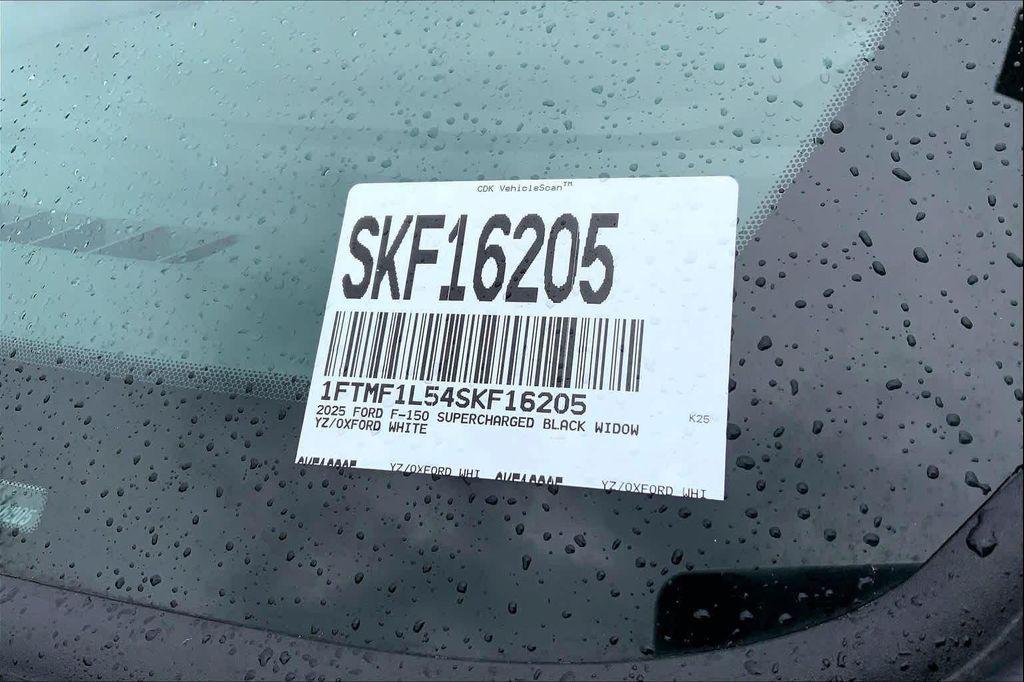 CDK VehicleScan™
SKF16205
1FTMF1L54SKF16205
2025 FORD F-150 SUPERCHARGED BLACK WIDOW
K25
YZ/OXFORD WHITE
YZ/OXFORD WHI
YZ/OXFORD WHI